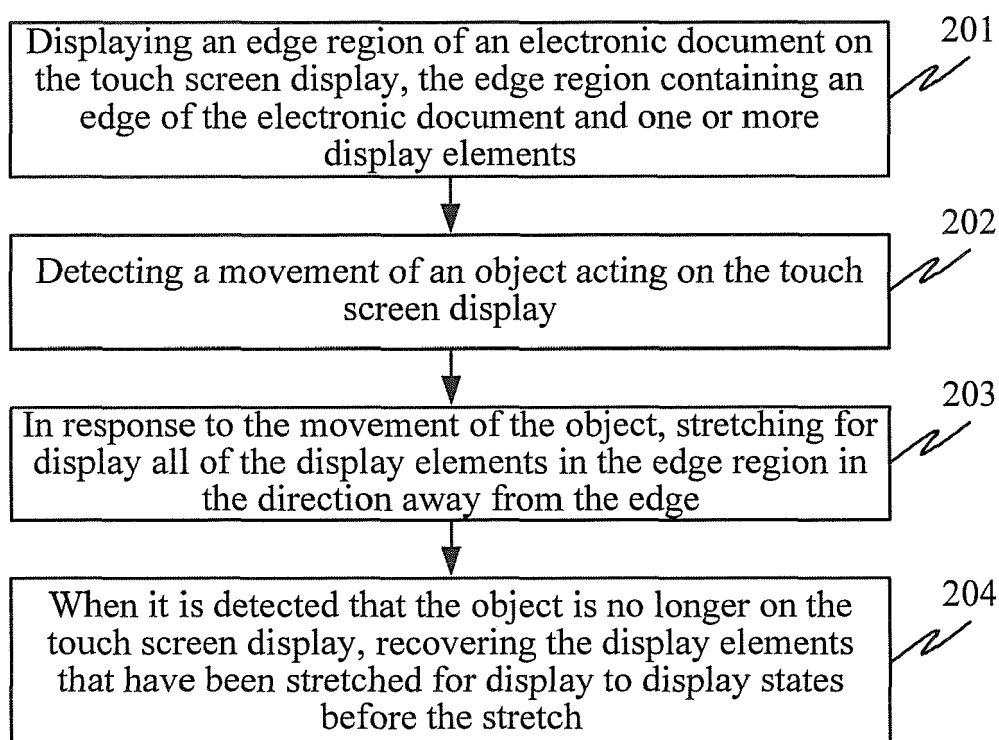 201
Displaying an edge region of an electronic document on
the touch screen display, the edge region containing an
edge of the electronic document and one or more
display elements
202
Detecting a movement of an object acting on the touch
screen display
203
In response to the movement of the object, stretching for
display all of the display elements in the edge region in
the direction away from the edge
204
When it is detected that the object is no longer on the
touch screen display, recovering the display elements
that have been stretched for display to display states
before the stretch